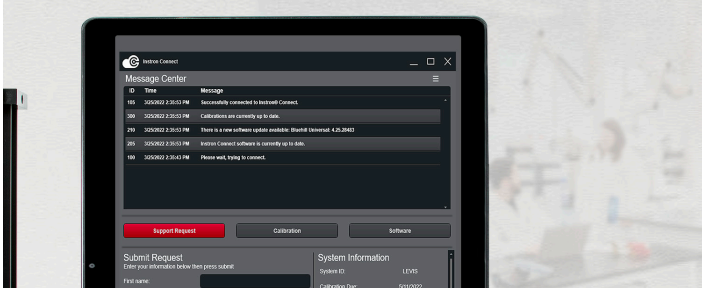 Instron Connect
Message Center
ID Time Message
105 3/25/2022 2:35:53 PM Successfully connected to Instron® Connect.
300 3/25/2022 2:35:53 PM Calibrations are currently up to date.
210 3/25/2022 2:35:53 PM There is a new software update available: Bluehill Universal: 4.25.28483
205 3/25/2022 2:35:53 PM Instron Connect software is currently up to date.
100 3/25/2022 2:35:43 PM Please wait, trying to connect.
Support Request Calibration Software
Submit Request System Information
Enter your information below then press submit
System ID: LEVIS
First name:
Calibration Due: 5/11/2022